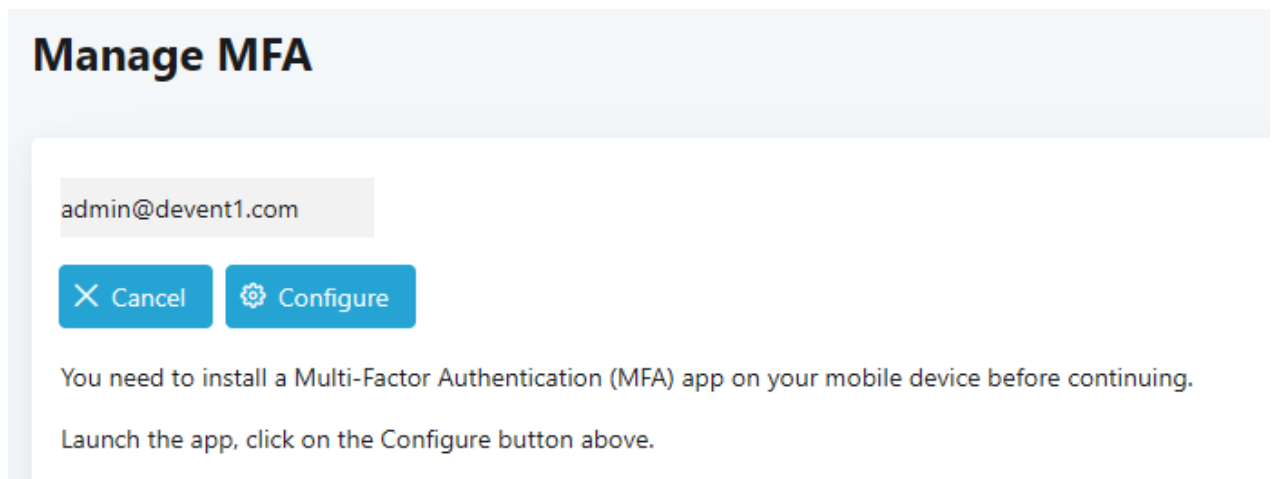 Manage MFA
admin@devent1.com
Cancel Configure
You need to install a Multi-Factor Authentication (MFA) app on your mobile device before continuing.
Launch the app, click on the Configure button above.